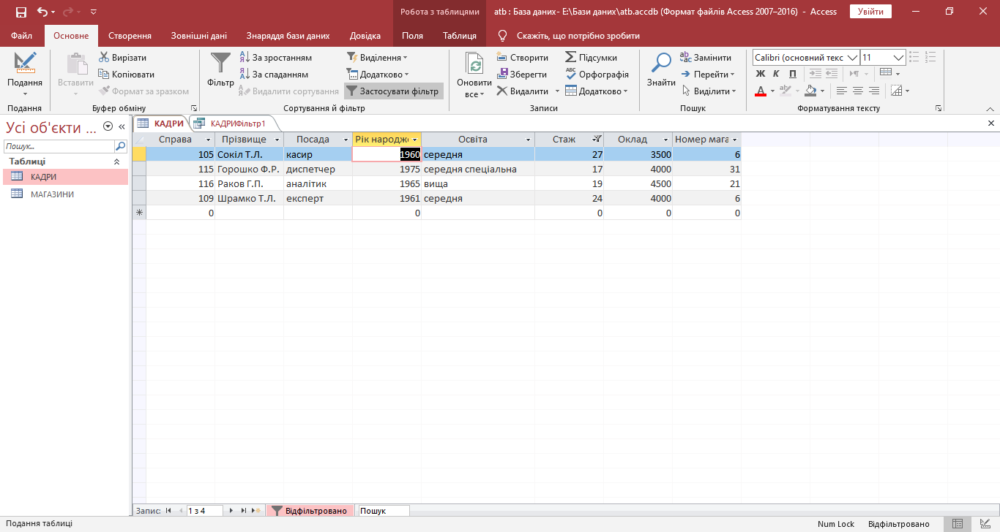 Робота з таблицями atb : База даних- E:\Бази даних\atb.accdb (Формат файлів Access 2007–2016) - Access Увійти
Файл Основне Створення Зовнішні дані Знаряддя бази даних Довідка Поля Таблиця Скажіть, що потрібно зробити
Вирізати За зростанням Виділення Створити Підсумки Замінити Calibri (основний текс 11
Копіювати За спаданням Додатково Зберегти Орфографія Перейти Ж К П
Подання Вставити Фільтр Оновити все Знайти
Формат за зразком Видалити сортування Застосувати фільтр Видалити Додатково Виділити
Подання Буфер обміну Сортування й фільтр Записи Пошук Форматування тексту
Усі об'єкти ... КАДРИ КАДРИФільтр1
Справа Прізвище Посада Рік народже Освіта Стаж Оклад Номер мага
Пошук...
105 Сокіл Т.Л. касир 1960 середня 27 3500 6
Таблиці
115 Горошко Ф.Р. диспетчер 1975 середня спеціальна 17 4000 31
КАДРИ
116 Раков Г.П. аналітик 1965 вища 19 4500 21
МАГАЗИНИ
109 Шрамко Т.Л. експерт 1961 середня 24 4000 6
0 0 0 0 0
Запис: 1 з 4 Відфільтровано Пошук
Подання таблиці Num Lock Відфільтровано